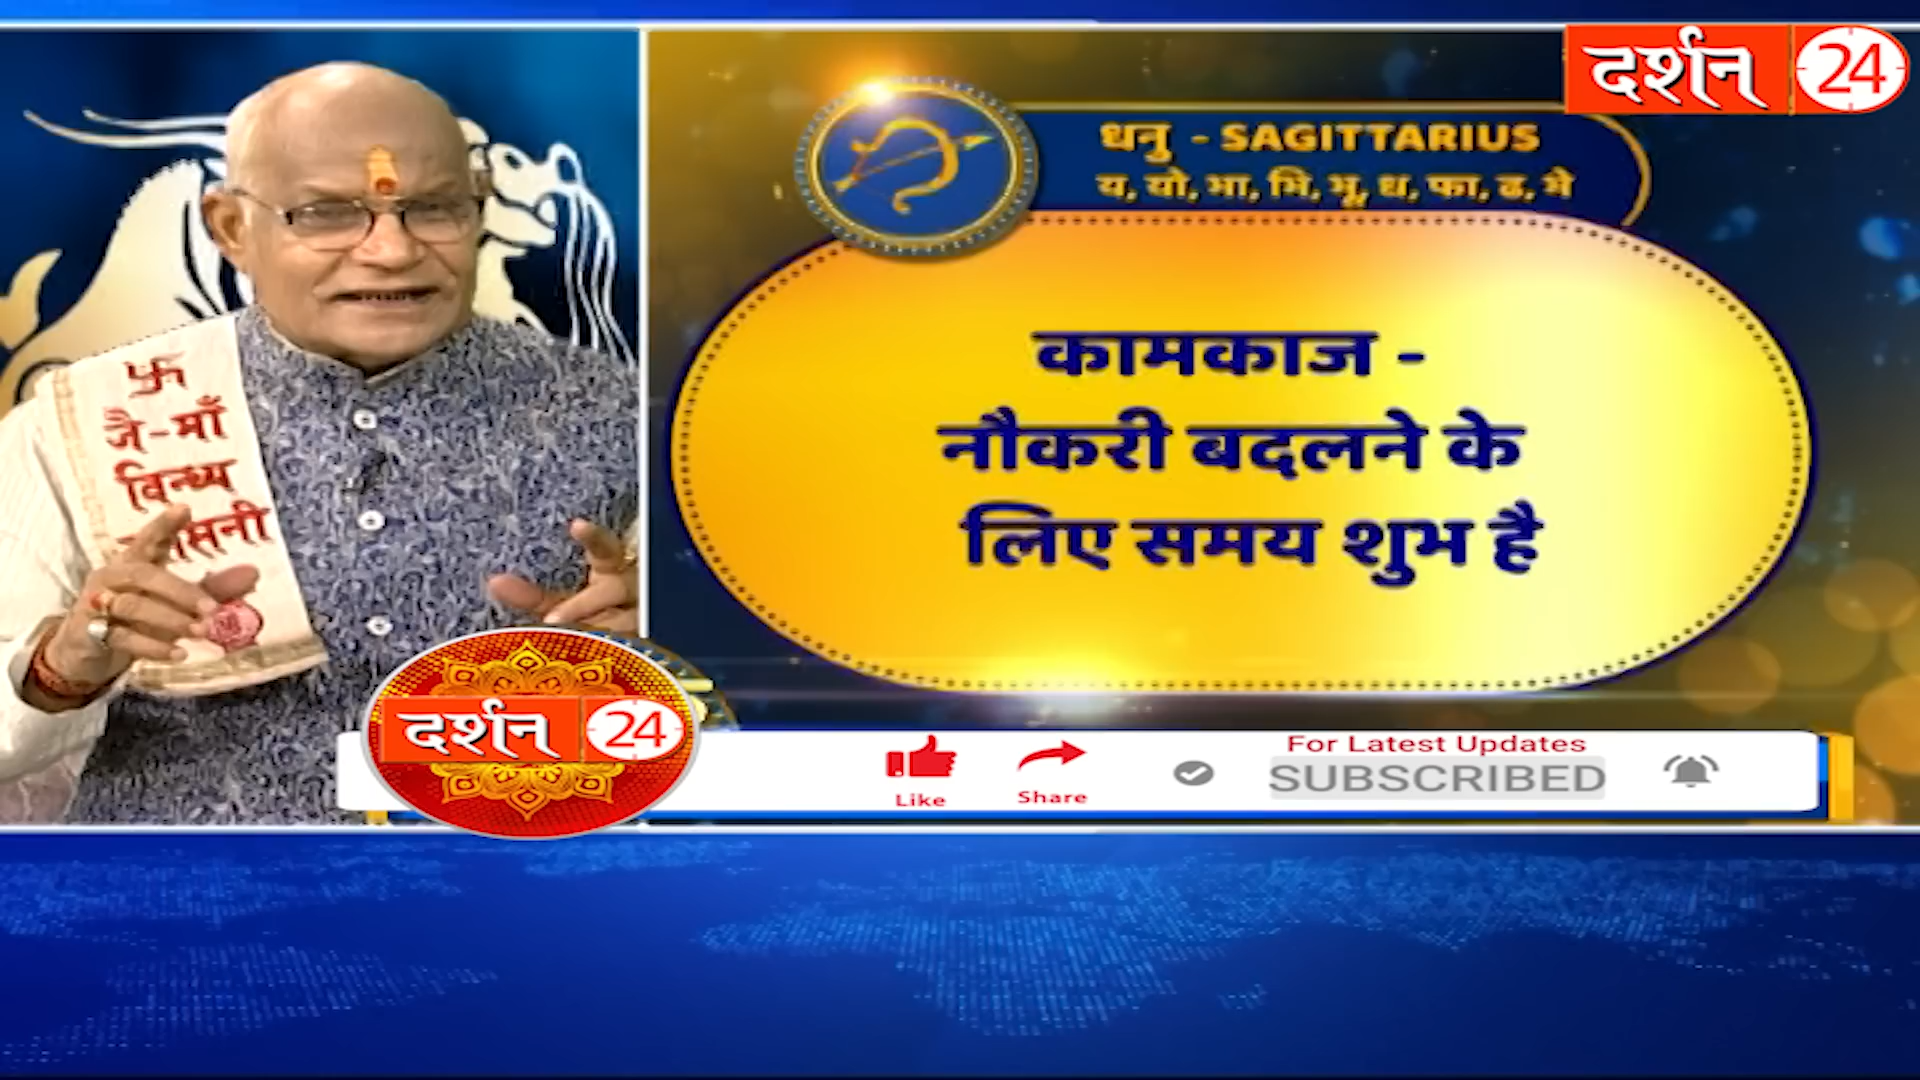 दर्शन 24
धनु - SAGITTARIUS
य, यो, भा, भि, भू, ध, फा, ढ, भे
कामकाज -
नौकरी बदलने के
लिए समय शुभ है
जै-माँ
विन्ध्य
दर्शन 24
Like
Share
For Latest Updates
SUBSCRIBED